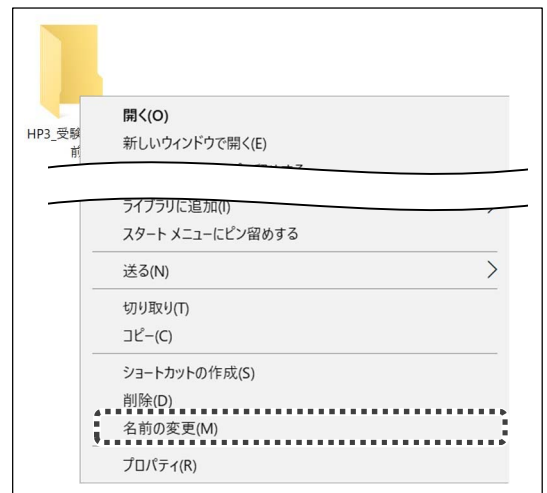 HP3_受験
前
開く(O)
新しいウィンドウで開く(E)
ライブラリに追加(I)
スタート メニューにピン留めする
送る(N)
切り取り(T)
コピー(C)
ショートカットの作成(S)
削除(D)
名前の変更(M)
プロパティ(R)